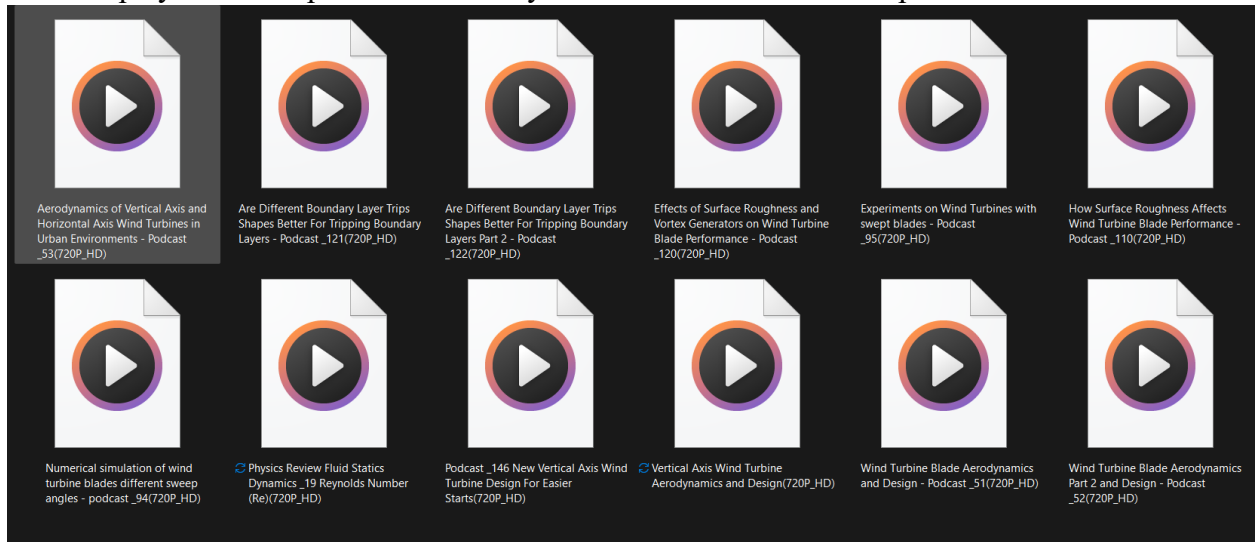 Aerodynamics of Vertical Axis and
Horizontal Axis Wind Turbines in
Urban Environments - Podcast
_53(720P_HD)
Are Different Boundary Layer Trips
Shapes Better For Tripping Boundary
Layers - Podcast _121(720P_HD)
Are Different Boundary Layer Trips
Shapes Better For Tripping Boundary
Layers Part 2 - Podcast
_122(720P_HD)
Effects of Surface Roughness and
Vortex Generators on Wind Turbine
Blade Performance - Podcast
_120(720P_HD)
Experiments on Wind Turbines with
swept blades - Podcast
_95(720P_HD)
How Surface Roughness Affects
Wind Turbine Blade Performance -
Podcast _110(720P_HD)
Numerical simulation of wind
turbine blades different sweep
angles - podcast _94(720P_HD)
Physics Review Fluid Statics
Dynamics _19 Reynolds Number
(Re)(720P_HD)
Podcast _146 New Vertical Axis Wind
Turbine Design For Easier
Starts(720P_HD)
Vertical Axis Wind Turbine
Aerodynamics and Design(720P_HD)
Wind Turbine Blade Aerodynamics
and Design - Podcast _51(720P_HD)
Wind Turbine Blade Aerodynamics
Part 2 and Design - Podcast
_52(720P_HD)